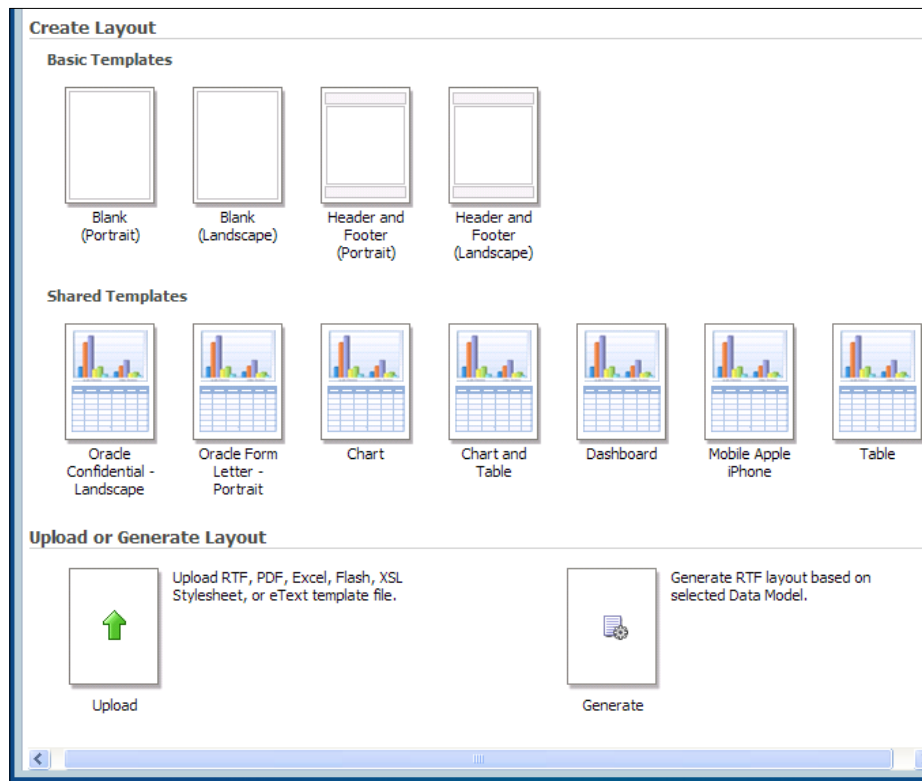 Create Layout
Basic Templates
Blank
(Portrait)
Blank
(Landscape)
Header and
Footer
(Portrait)
Header and
Footer
(Landscape)
Shared Templates
Oracle
Confidential -
Landscape
Oracle Form
Letter -
Portrait
Chart
Chart and
Table
Dashboard
Mobile Apple
iPhone
Table
Upload or Generate Layout
Upload RTF, PDF, Excel, Flash, XSL
Stylesheet, or eText template file.
Upload
Generate RTF layout based on
selected Data Model.
Generate